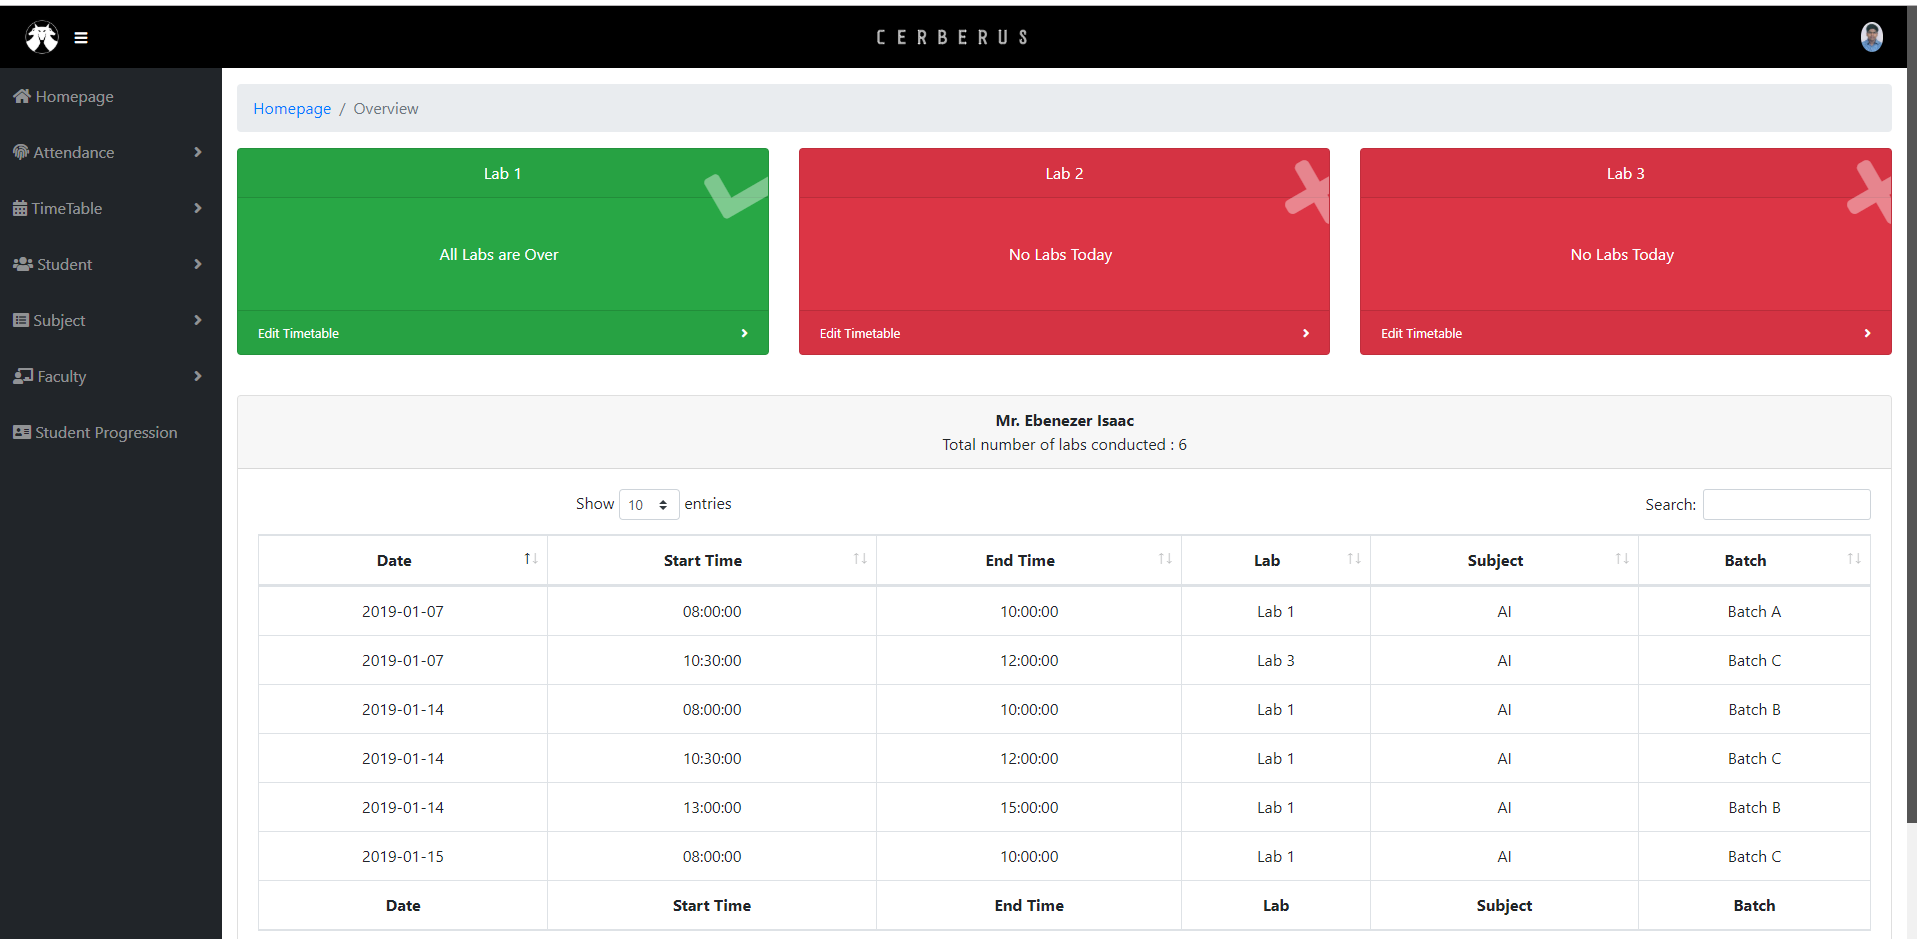 CERBERUS
Homepage
Attendance
TimeTable
Student
Subject
Faculty
Student Progression
Homepage / Overview
Lab 1
All Labs are Over
Edit Timetable
Lab 2
No Labs Today
Edit Timetable
Lab 3
No Labs Today
Edit Timetable
Mr. Ebenezer Isaac
Total number of labs conducted : 6
Show 10 entries
Search:
Date Start Time End Time Lab Subject Batch
2019-01-07 08:00:00 10:00:00 Lab 1 AI Batch A
2019-01-07 10:30:00 12:00:00 Lab 3 AI Batch C
2019-01-14 08:00:00 10:00:00 Lab 1 AI Batch B
2019-01-14 10:30:00 12:00:00 Lab 1 AI Batch C
2019-01-14 13:00:00 15:00:00 Lab 1 AI Batch B
2019-01-15 08:00:00 10:00:00 Lab 1 AI Batch C
Date Start Time End Time Lab Subject Batch